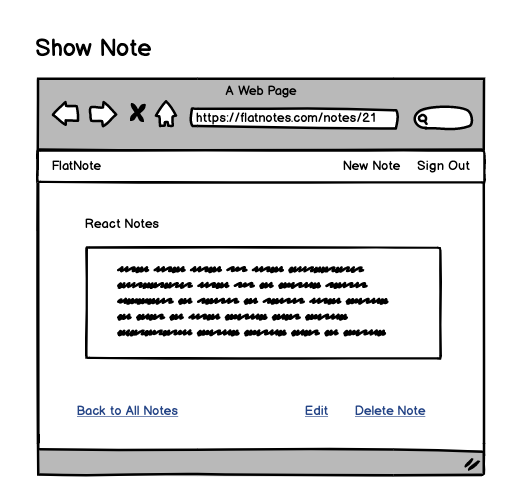 Show Note
A Web Page
https://flatnotes.com/notes/21
FlatNote New Note Sign Out
React Notes
Back to All Notes Edit Delete Note